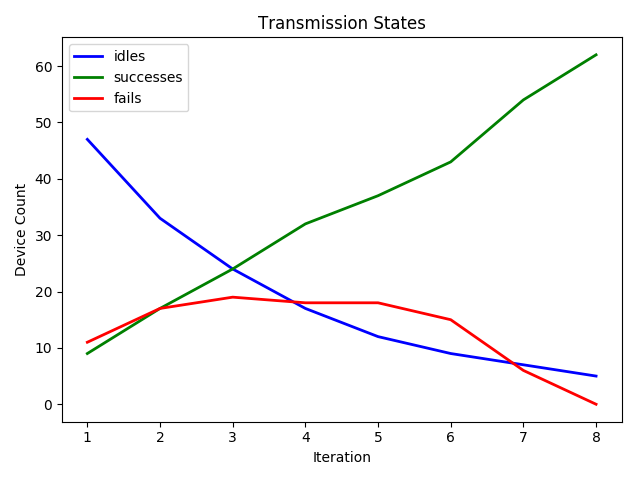 Transmission States
idles
successes
fails
Device Count
60
50
40
30
20
10
0
1 2 3 4 5 6 7 8
Iteration